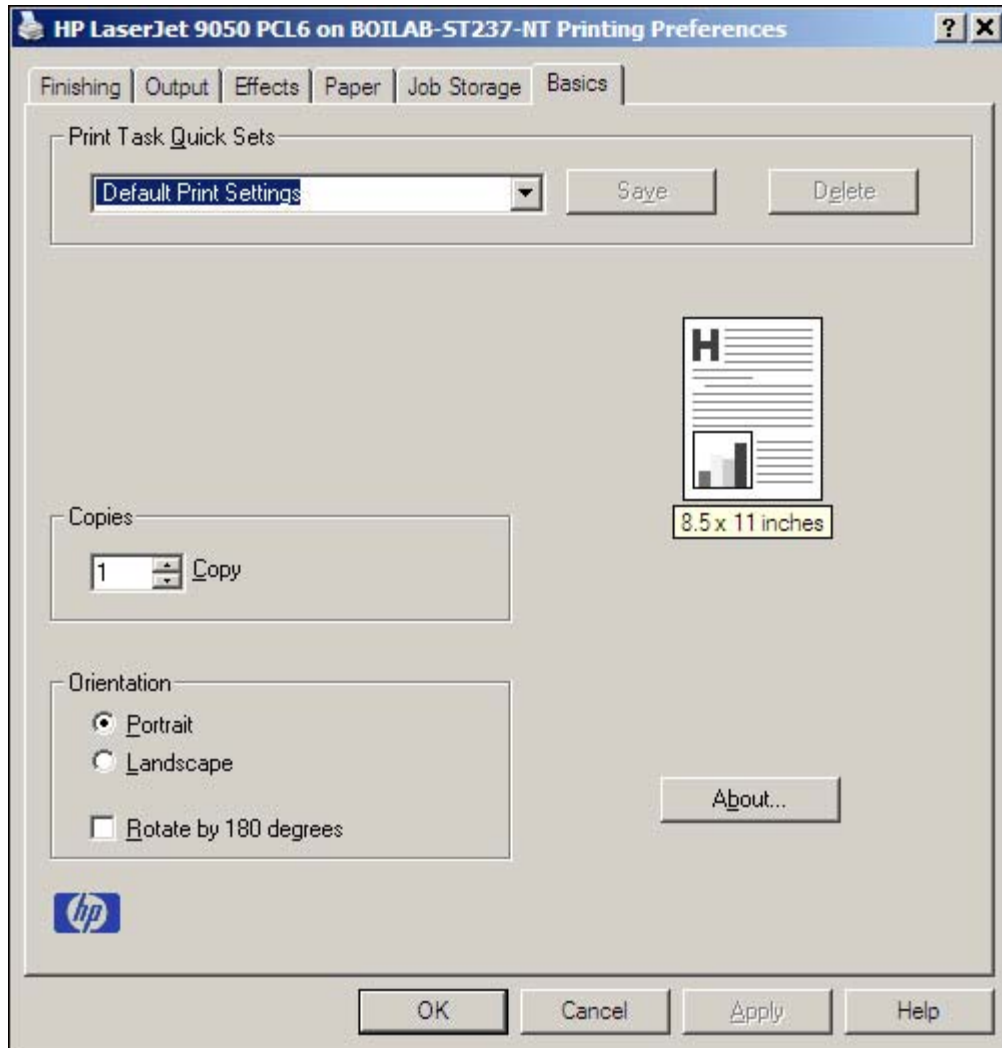 HP LaserJet 9050 PCL6 on BOILAB-ST237-NT Printing Preferences
Finishing Output Effects Paper Job Storage Basics
Print Task Quick Sets
Default Print Settings Save Delete
H
8.5 x 11 inches
Copies
1 Copy
Orientation
Portrait
Landscape
Rotate by 180 degrees
About...
hp
OK Cancel Apply Help